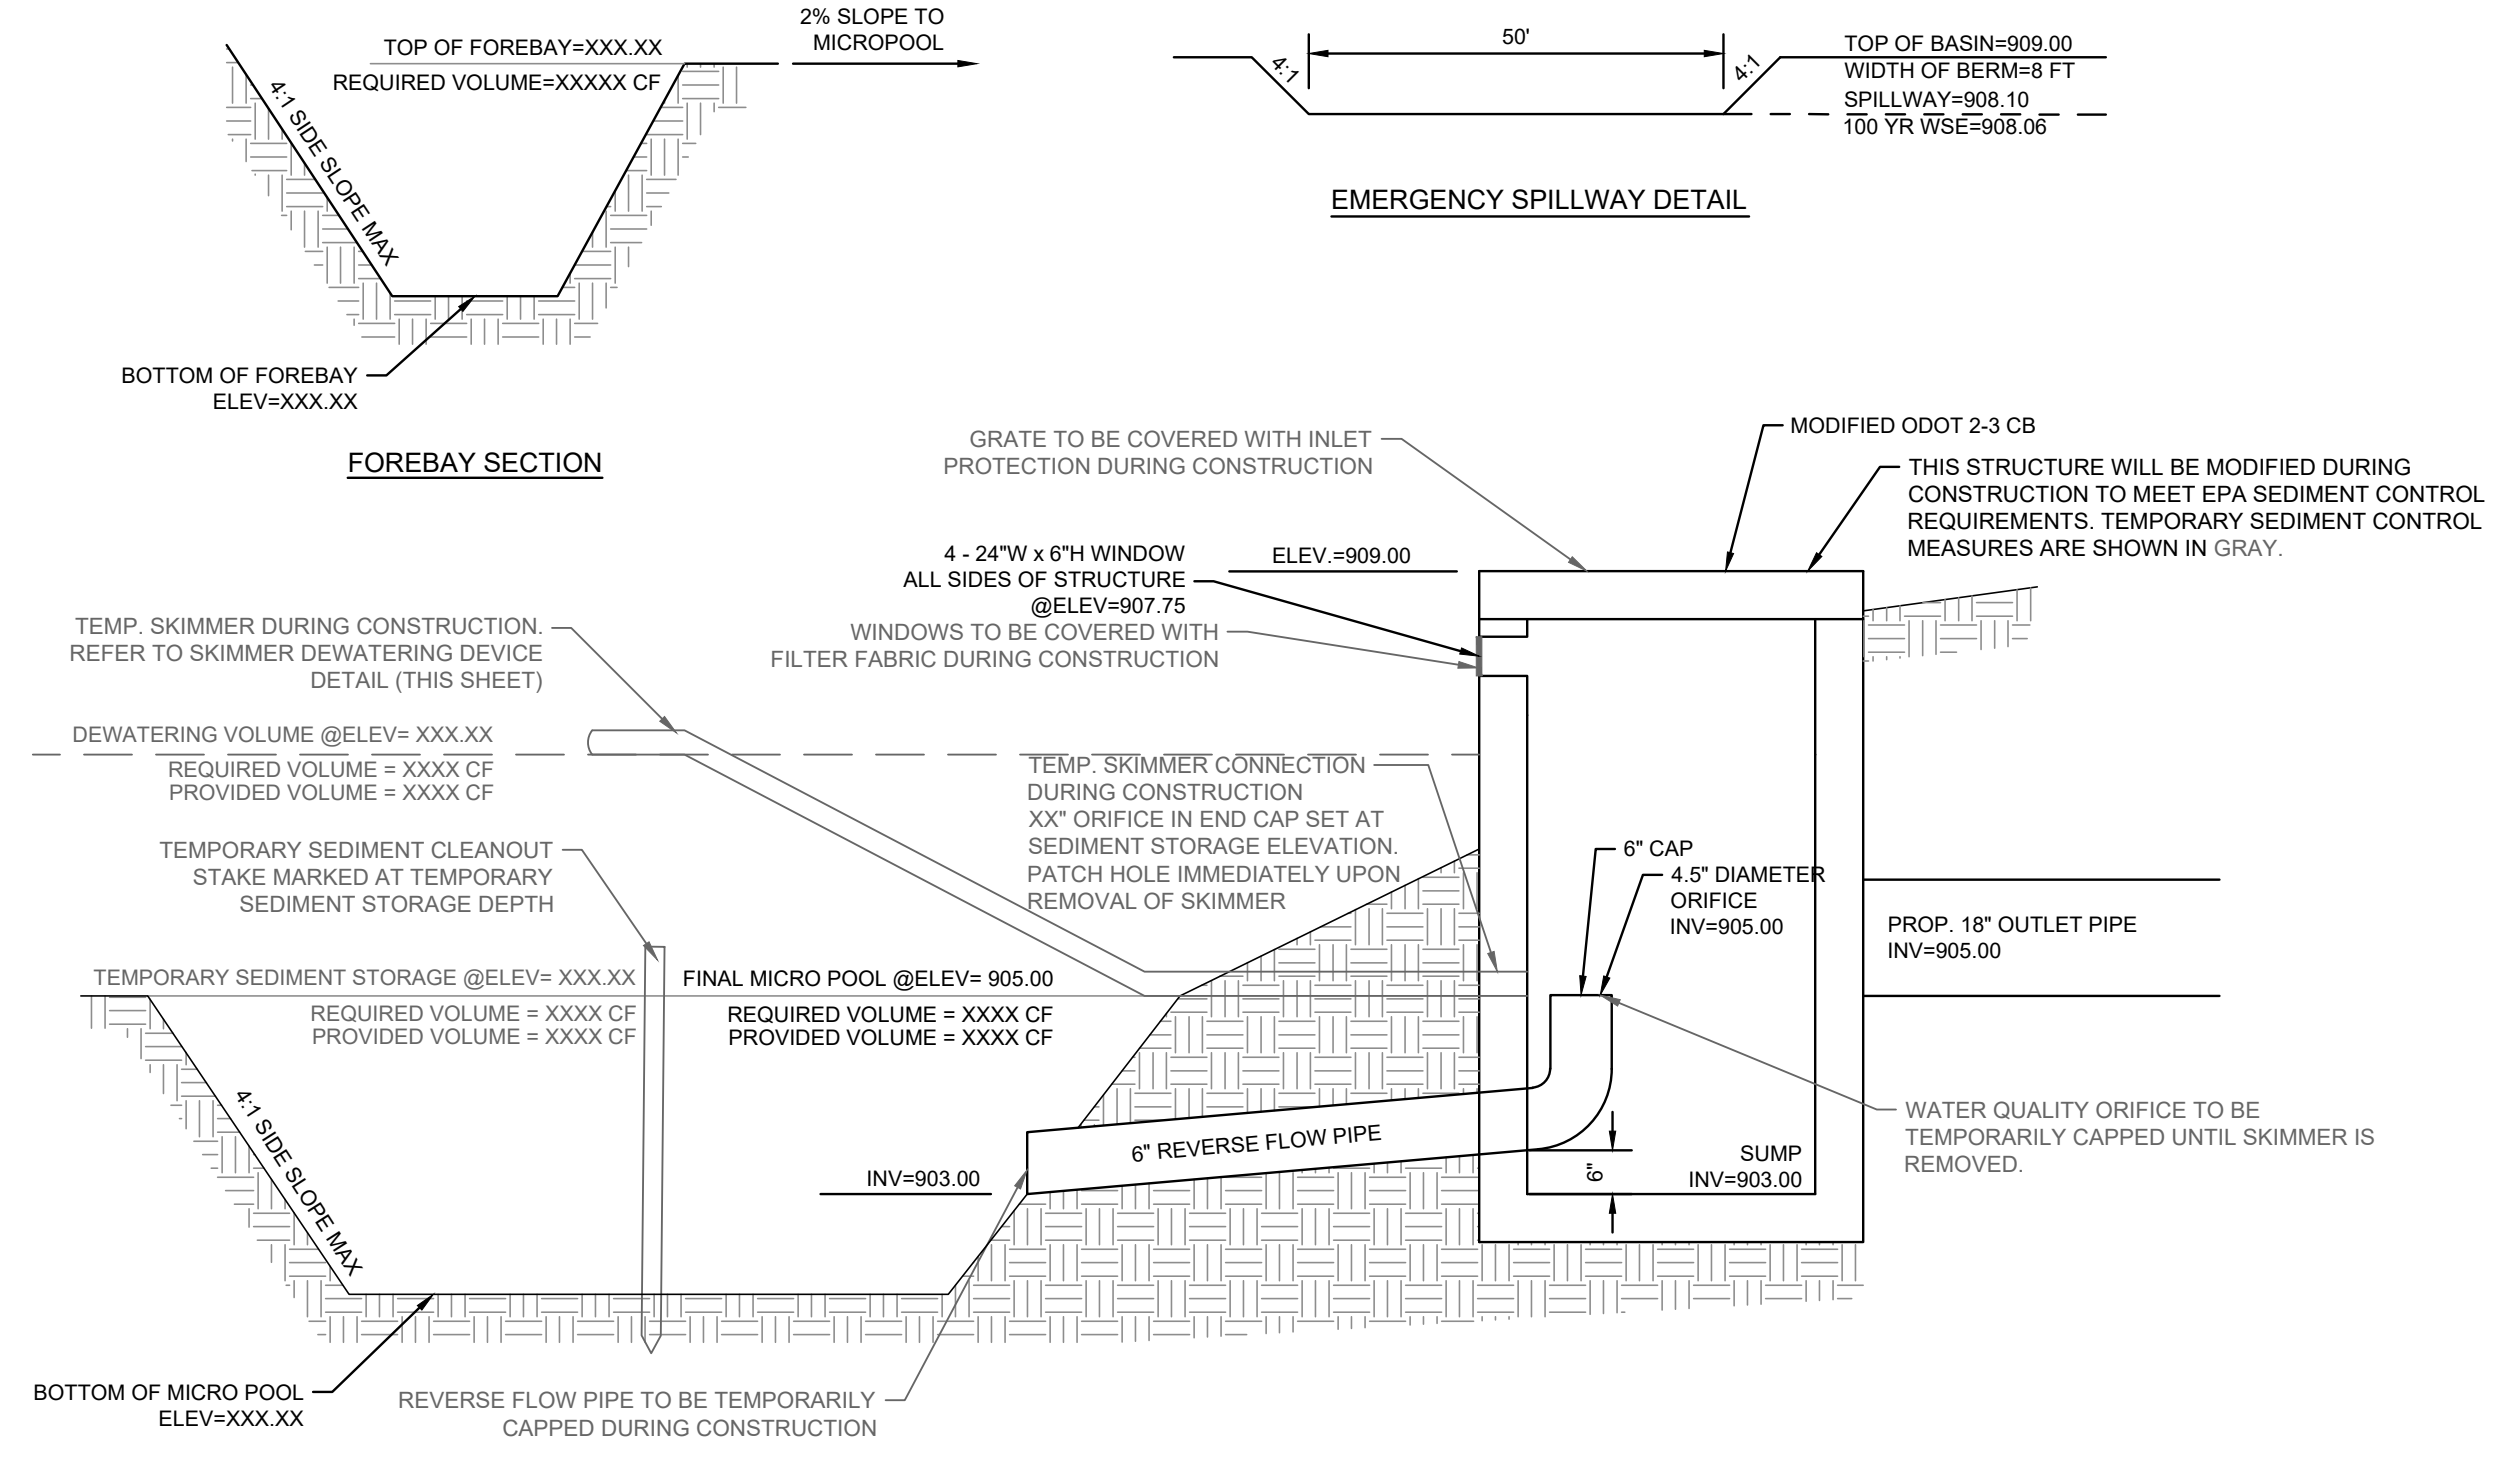 2% SLOPE TO
MICROPOOL
TOP OF FOREBAY=XXX.XX
REQUIRED VOLUME=XXXXX CF
4:1 SIDE SLOPE MAX
BOTTOM OF FOREBAY
ELEV=XXX.XX
FOREBAY SECTION
50'
4:1
4:1
TOP OF BASIN=909.00
WIDTH OF BERM=8 FT
SPILLWAY=908.10
100 YR WSE=908.06
EMERGENCY SPILLWAY DETAIL
GRATE TO BE COVERED WITH INLET
PROTECTION DURING CONSTRUCTION
MODIFIED ODOT 2-3 CB
THIS STRUCTURE WILL BE MODIFIED DURING
CONSTRUCTION TO MEET EPA SEDIMENT CONTROL
REQUIREMENTS. TEMPORARY SEDIMENT CONTROL
MEASURES ARE SHOWN IN GRAY.
4 - 24"W x 6"H WINDOW
ALL SIDES OF STRUCTURE
@ELEV=907.75
ELEV.=909.00
WINDOWS TO BE COVERED WITH
FILTER FABRIC DURING CONSTRUCTION
TEMP. SKIMMER DURING CONSTRUCTION.
REFER TO SKIMMER DEWATERING DEVICE
DETAIL (THIS SHEET)
DEWATERING VOLUME @ELEV= XXX.XX
REQUIRED VOLUME = XXXX CF
PROVIDED VOLUME = XXXX CF
TEMP. SKIMMER CONNECTION
DURING CONSTRUCTION
XX" ORIFICE IN END CAP SET AT
SEDIMENT STORAGE ELEVATION.
PATCH HOLE IMMEDIATELY UPON
REMOVAL OF SKIMMER
TEMPORARY SEDIMENT CLEANOUT
STAKE MARKED AT TEMPORARY
SEDIMENT STORAGE DEPTH
6" CAP
4.5" DIAMETER
ORIFICE
INV=905.00
PROP. 18" OUTLET PIPE
INV=905.00
TEMPORARY SEDIMENT STORAGE @ELEV= XXX.XX
REQUIRED VOLUME = XXXX CF
PROVIDED VOLUME = XXXX CF
FINAL MICRO POOL @ELEV= 905.00
REQUIRED VOLUME = XXXX CF
PROVIDED VOLUME = XXXX CF
4:1 SIDE SLOPE MAX
INV=903.00
6" REVERSE FLOW PIPE
6"
SUMP
INV=903.00
WATER QUALITY ORIFICE TO BE
TEMPORARILY CAPPED UNTIL SKIMMER IS
REMOVED.
BOTTOM OF MICRO POOL
ELEV=XXX.XX
REVERSE FLOW PIPE TO BE TEMPORARILY
CAPPED DURING CONSTRUCTION